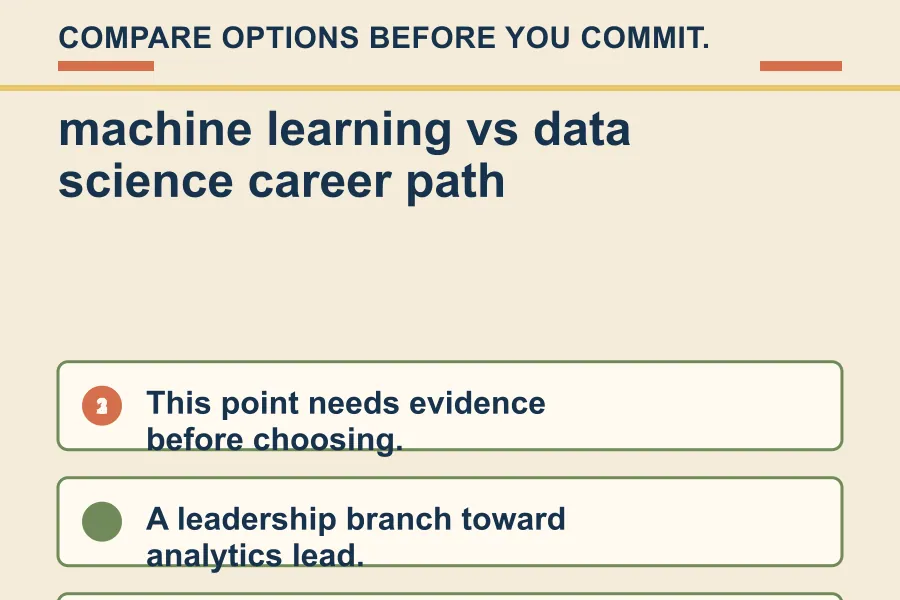 COMPARE OPTIONS BEFORE YOU COMMIT.
machine learning vs data
science career path
This point needs evidence
before choosing.
A leadership branch toward
analytics lead.